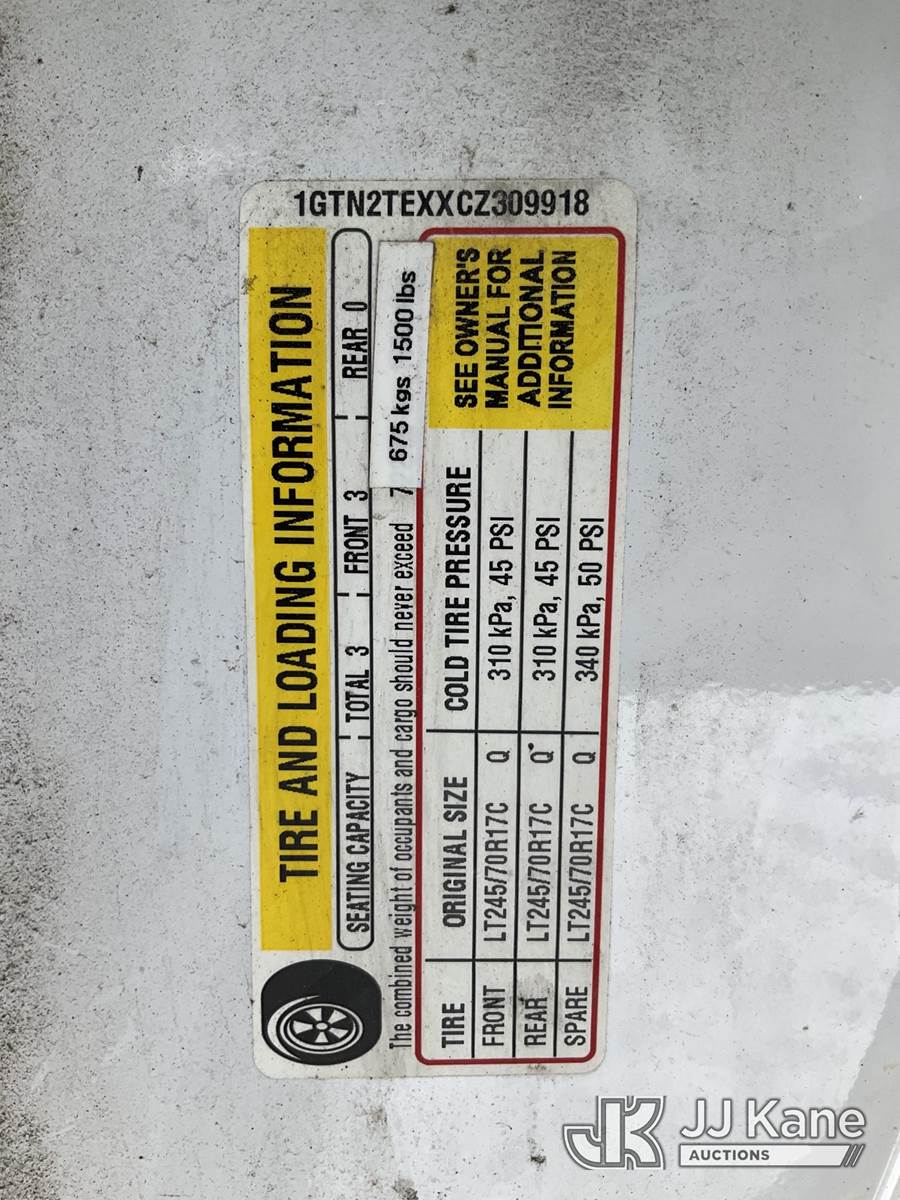 1GTN2TEXXCZ309918
TIRE AND LOADING INFORMATION
SEATING CAPACITY TOTAL 3 FRONT 3 REAR 0
The combined weight of occupants and cargo should never exceed 7 675 kgs 1500 lbs
TIRE ORIGINAL SIZE COLD TIRE PRESSURE
FRONT LT245/70R17C Q 310 kPa, 45 PSI
REAR LT245/70R17C Q 310 kPa, 45 PSI
SPARE LT245/70R17C Q 340 kPa, 50 PSI
SEE OWNER'S
MANUAL FOR
ADDITIONAL
INFORMATION
JK JJ Kane
AUCTIONS